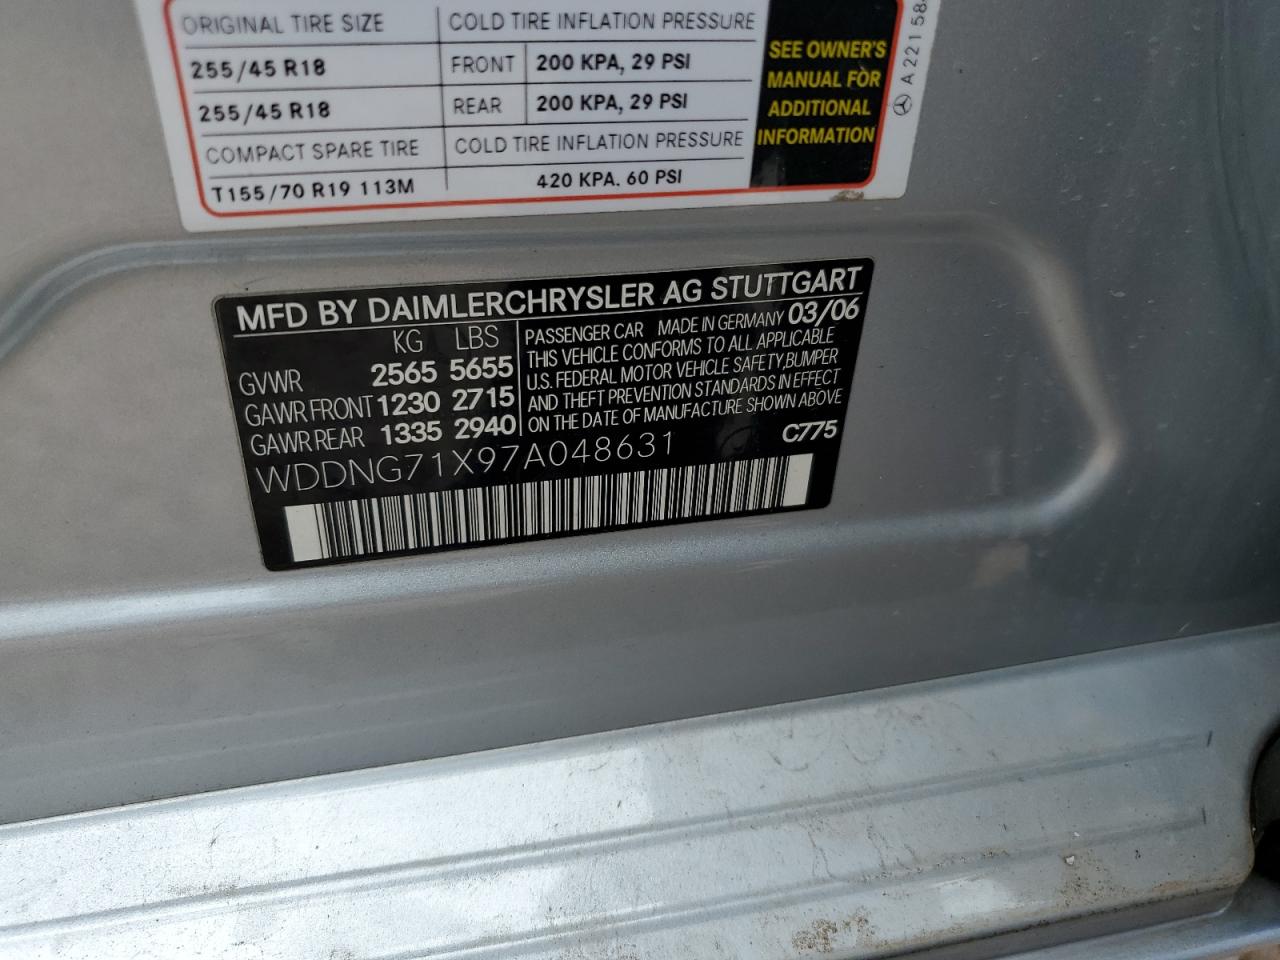 ORIGINAL TIRE SIZE COLD TIRE INFLATION PRESSURE
255/45 R18 FRONT 200 KPA, 29 PSI
255/45 R18 REAR 200 KPA, 29 PSI
COMPACT SPARE TIRE COLD TIRE INFLATION PRESSURE
T155/70 R19 113M 420 KPA. 60 PSI
SEE OWNER'S
MANUAL FOR
ADDITIONAL
INFORMATION
A 221 58
MFD BY DAIMLERCHRYSLER AG STUTTGART
KG LBS
GVWR 2565 5655
GAWR FRONT 1230 2715
GAWR REAR 1335 2940
PASSENGER CAR MADE IN GERMANY 03/06
THIS VEHICLE CONFORMS TO ALL APPLICABLE
U.S. FEDERAL MOTOR VEHICLE SAFETY,BUMPER
AND THEFT PREVENTION STANDARDS IN EFFECT
ON THE DATE OF MANUFACTURE SHOWN ABOVE
WDDNG71X97A048631 C775